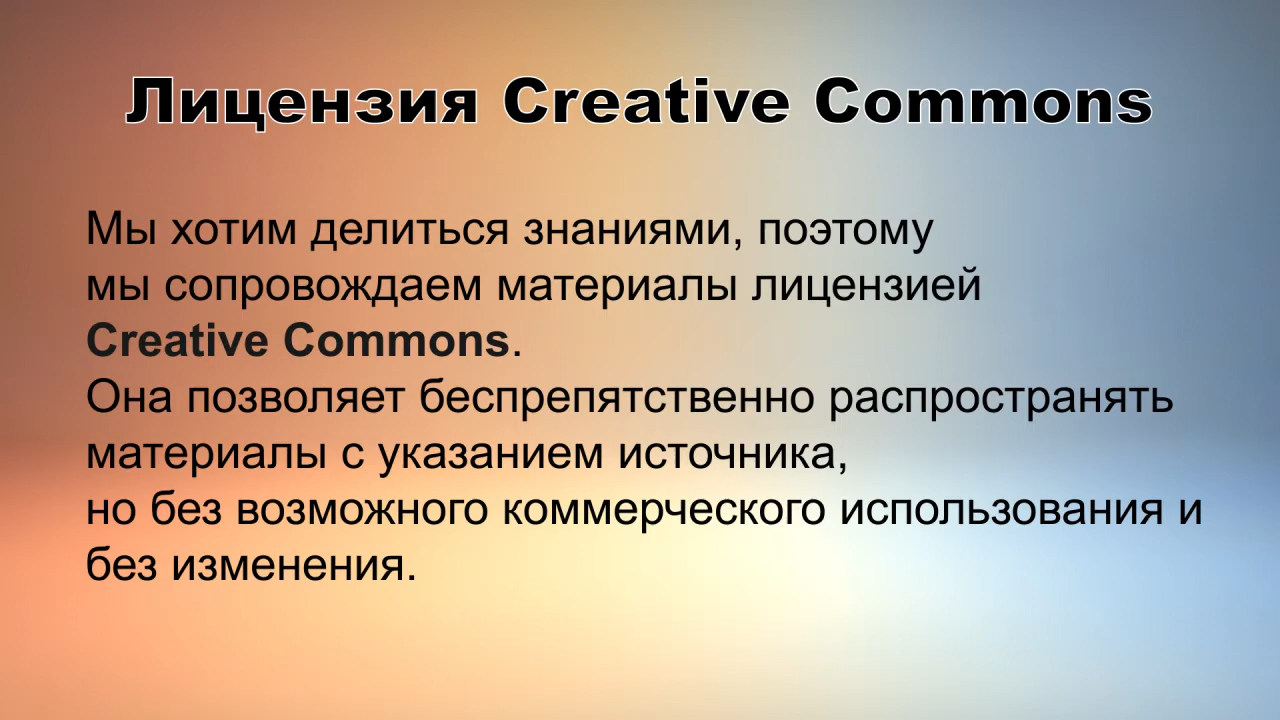 Лицензия Creative Commons
Мы хотим делиться знаниями, поэтому
мы сопровождаем материалы лицензией
Creative Commons.
Она позволяет беспрепятственно распространять
материалы с указанием источника,
но без возможного коммерческого использования и
без изменения.